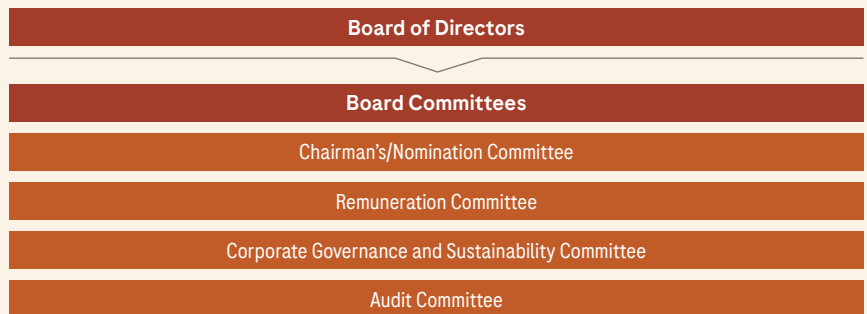 Board of Directors
Board Committees
Chairman's/Nomination Committee
Remuneration Committee
Corporate Governance and Sustainability Committee
Audit Committee